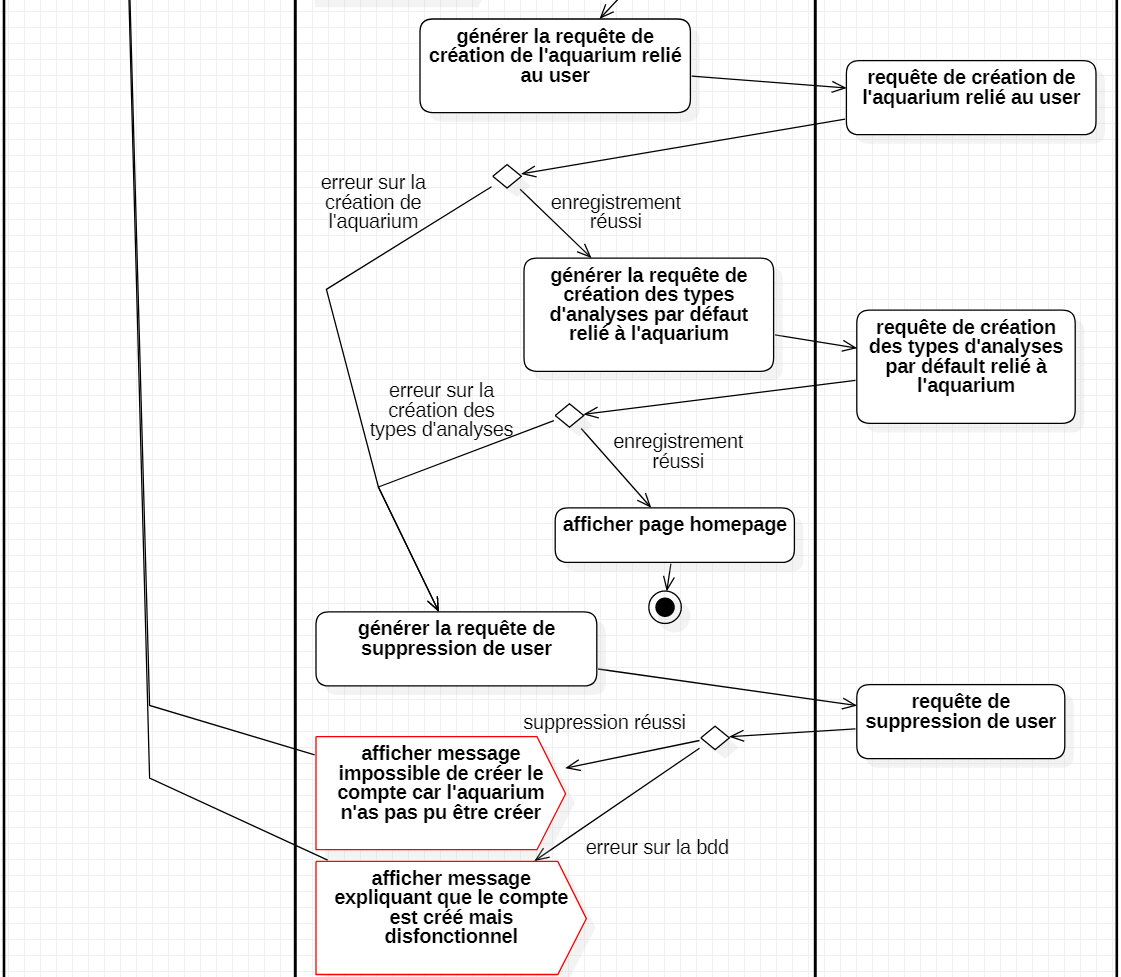 générer la requête de
création de l'aquarium relié
au user
requête de création de
l'aquarium relié au user
erreur sur la
création de
l'aquarium
enregistrement
réussi
générer la requête de
création des types
d'analyses par défaut
relié à l'aquarium
requête de création
des types d'analyses
par défault relié à
l'aquarium
erreur sur la
création des
types d'analyses
enregistrement
réussi
afficher page homepage
générer la requête de
suppression de user
requête de
suppression de user
suppression réussi
afficher message
impossible de créer le
compte car l'aquarium
n'as pas pu être créer
erreur sur la bdd
afficher message
expliquant que le compte
est créé mais
disfonctionnel